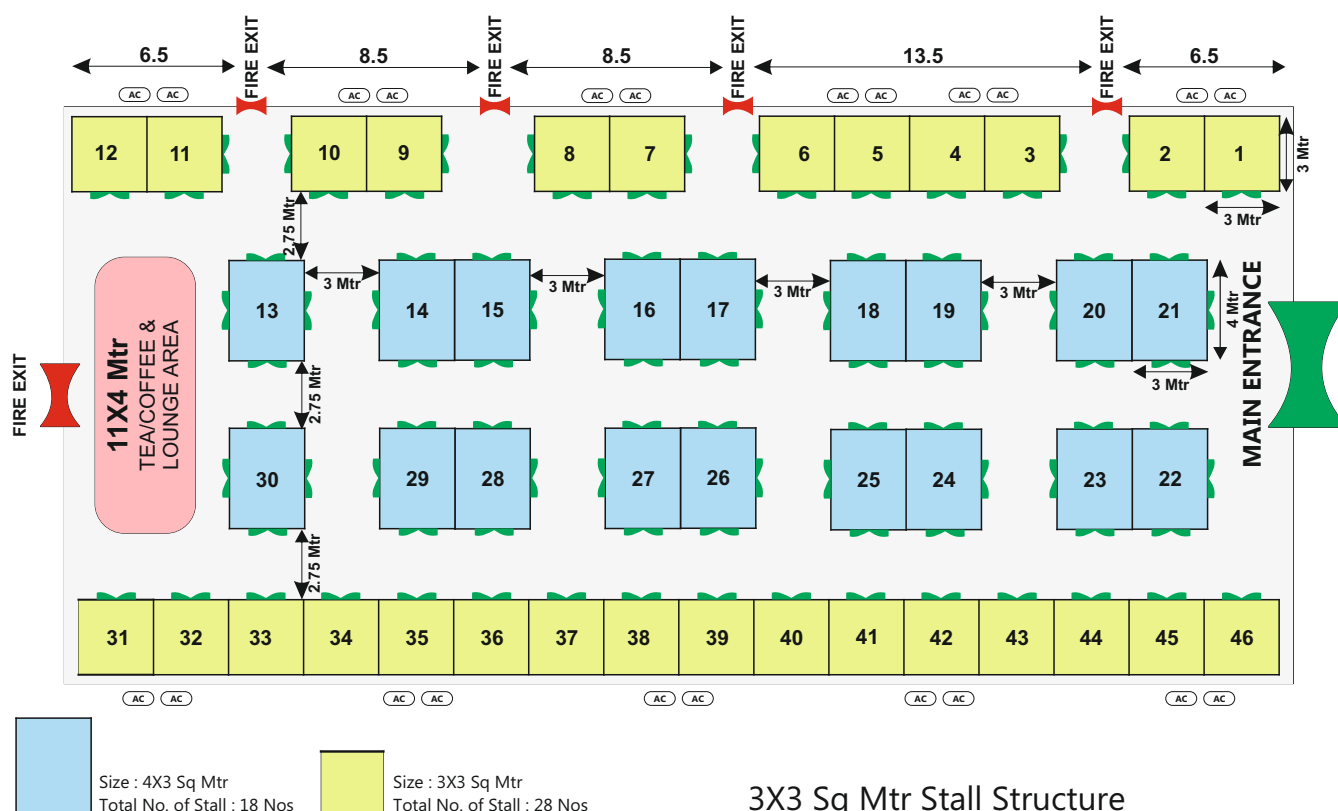 6.5
FIRE EXIT
8.5
FIRE EXIT
8.5
FIRE EXIT
13.5
FIRE EXIT
6.5
AC AC
AC AC
AC AC
AC AC
AC AC
AC AC
12 11 10 9 8 7 6 5 4 3 2 1
3 Mtr
3 Mtr
2.75 Mtr
3 Mtr
3 Mtr
3 Mtr
3 Mtr
13 14 15 16 17 18 19 20 21
4 Mtr
3 Mtr
MAIN ENTRANCE
FIRE EXIT
11X4 Mtr
TEA/COFFEE &
LOUNGE AREA
2.75 Mtr
30 29 28 27 26 25 24 23 22
2.75 Mtr
31 32 33 34 35 36 37 38 39 40 41 42 43 44 45 46
AC AC
AC AC
AC AC
AC AC
AC AC
Size : 4X3 Sq Mtr
Total No. of Stall : 18 Nos
Size : 3X3 Sq Mtr
Total No. of Stall : 28 Nos
3X3 Sq Mtr Stall Structure